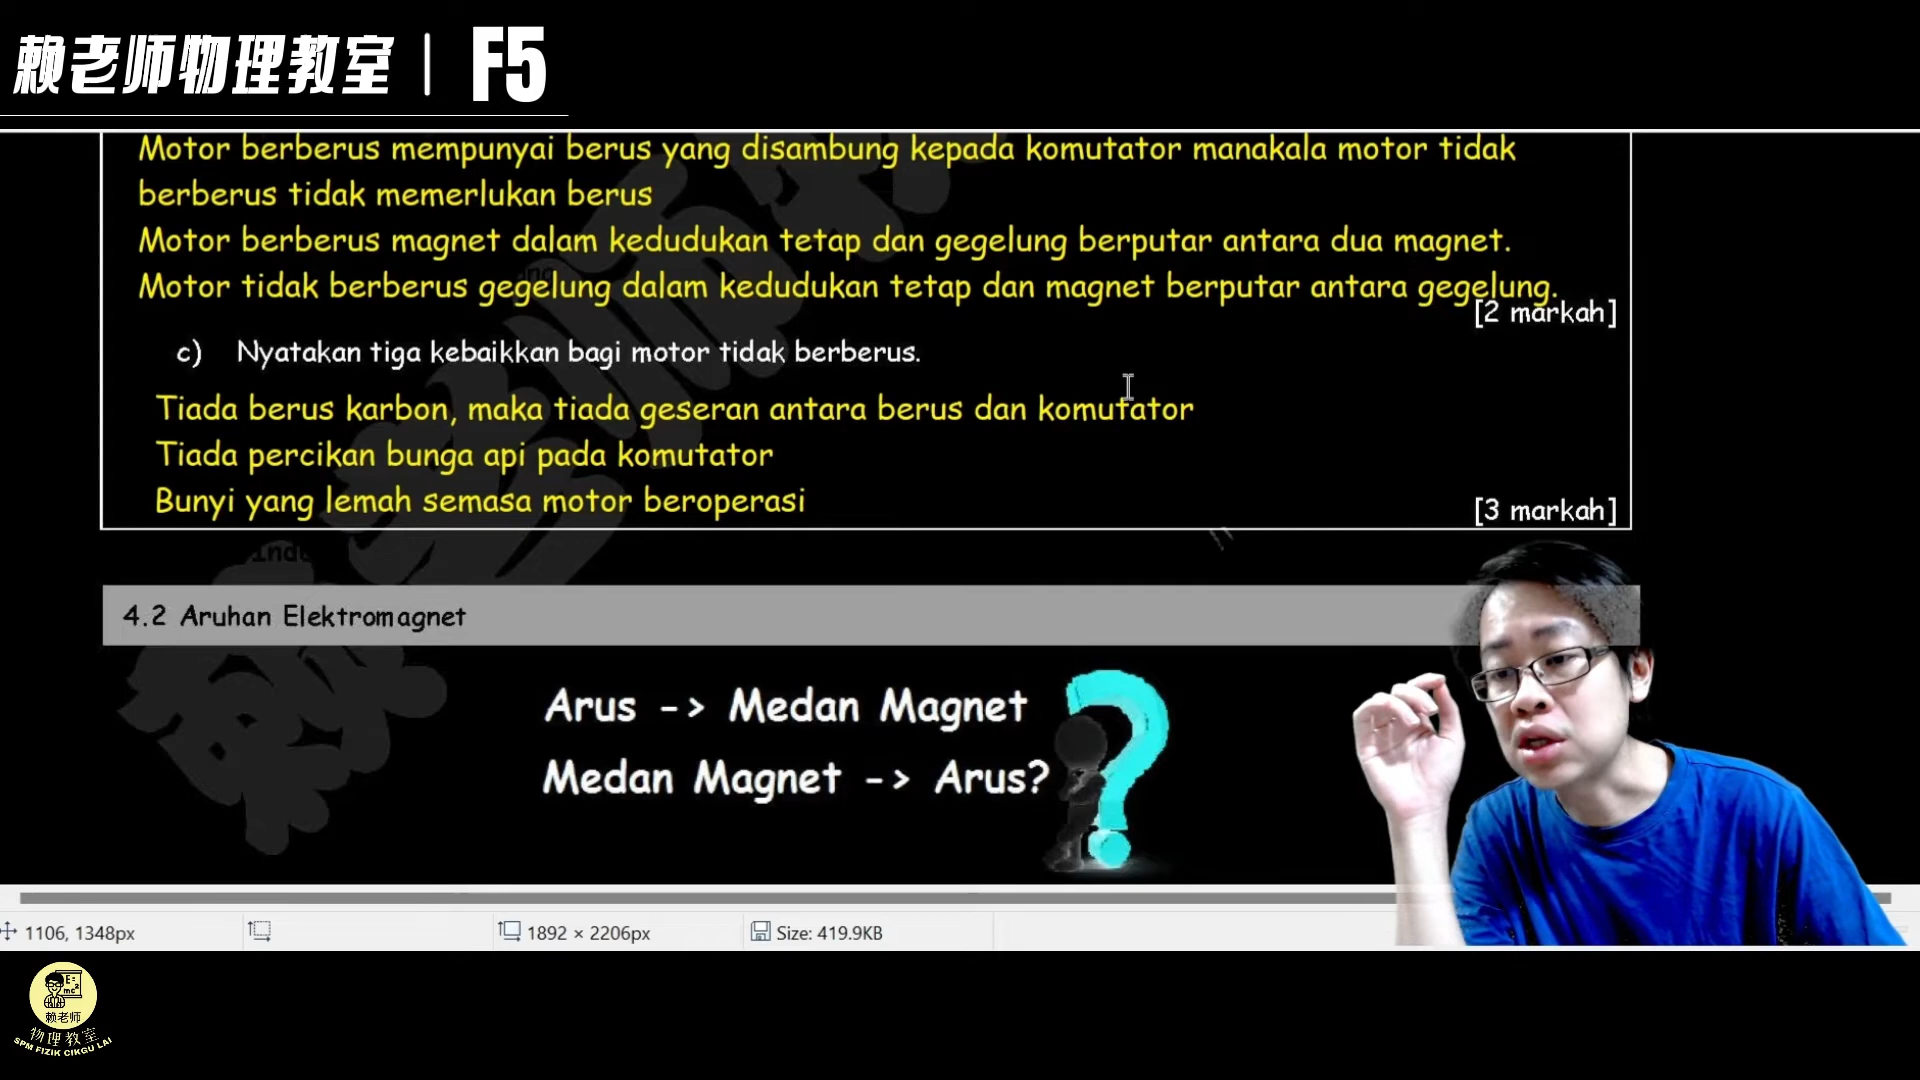 赖老师物理教室 | F5
Motor berberus mempunyai berus yang disambung kepada komutator manakala motor tidak
berberus tidak memerlukan berus
Motor berberus magnet dalam kedudukan tetap dan gegelung berputar antara dua magnet.
Motor tidak berberus gegelung dalam kedudukan tetap dan magnet berputar antara gegelung.
[2 markah]
c) Nyatakan tiga kebaikkan bagi motor tidak berberus.
Tiada berus karbon, maka tiada geseran antara berus dan komutator
Tiada percikan bunga api pada komutator
Bunyi yang lemah semasa motor beroperasi
[3 markah]
4.2 Aruhan Elektromagnet
Arus -> Medan Magnet
Medan Magnet -> Arus?
1106, 1348px
1892 × 2206px
Size: 419.9KB
E=
mc²
赖老师
物理教室
SPM FIZIK CIKGU LAI